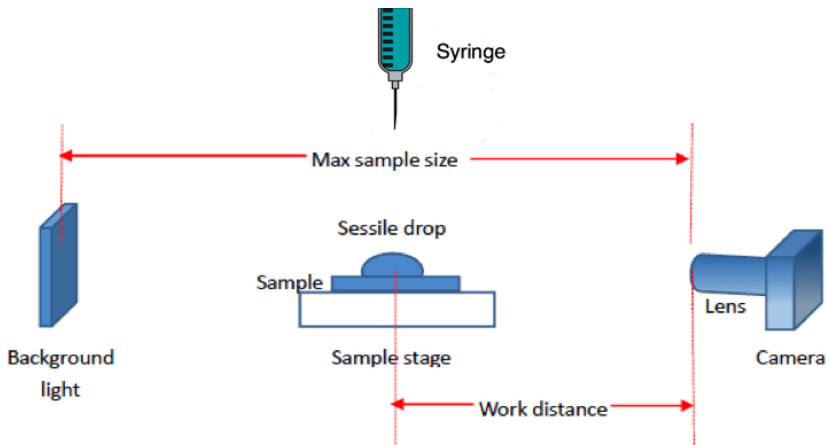 Syringe
Max sample size
Sessile drop
Sample
Lens
Background
light
Sample stage
Camera
Work distance